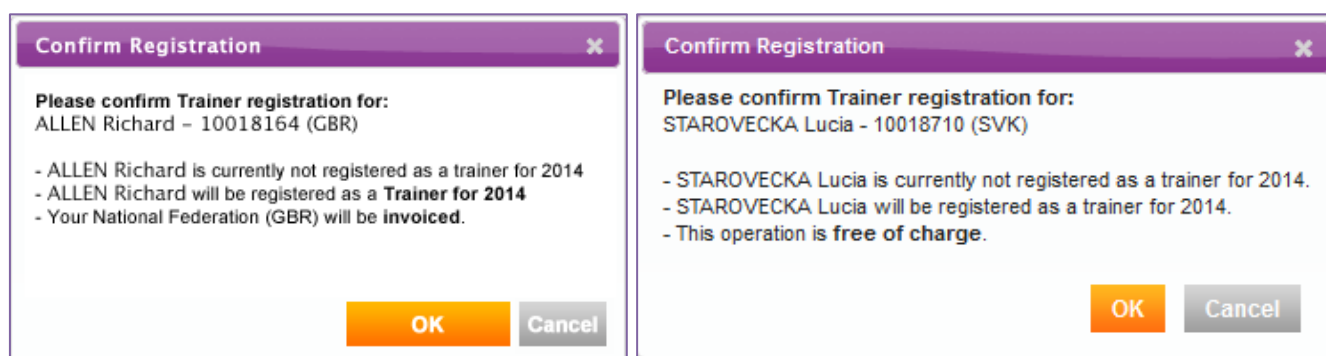 Confirm Registration
Please confirm Trainer registration for:
ALLEN Richard – 10018164 (GBR)
- ALLEN Richard is currently not registered as a trainer for 2014
- ALLEN Richard will be registered as a Trainer for 2014
- Your National Federation (GBR) will be invoiced.
OK Cancel
Confirm Registration
Please confirm Trainer registration for:
STAROVECKA Lucia - 10018710 (SVK)
- STAROVECKA Lucia is currently not registered as a trainer for 2014.
- STAROVECKA Lucia will be registered as a trainer for 2014.
- This operation is free of charge.
OK Cancel